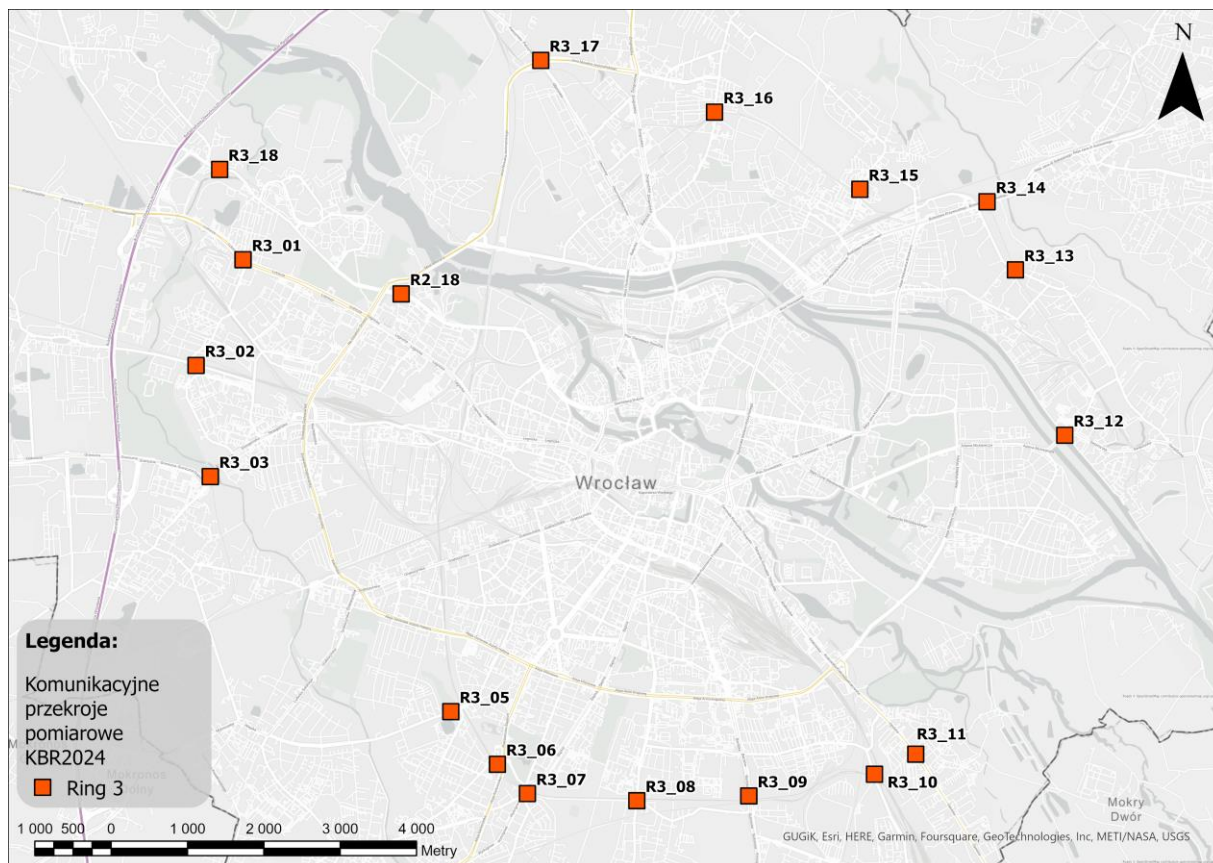 R3_17
N
R3_16
R3_18
R3_15
R3_14
R3_01
R3_13
R2_18
R3_02
R3_12
R3_03
Wrocław
Legenda:
Komunikacyjne
przekroje
pomiarowe
KBR2024
Ring 3
R3_05
R3_11
R3_06
R3_10
R3_07
R3_08
R3_09
Mokry
Dwór
1 000 500 0 1 000 2 000 3 000 4 000
Metry
GUGiK, Esri, HERE, Garmin, Foursquare, GeoTechnologies, Inc, METI/NASA, USGS